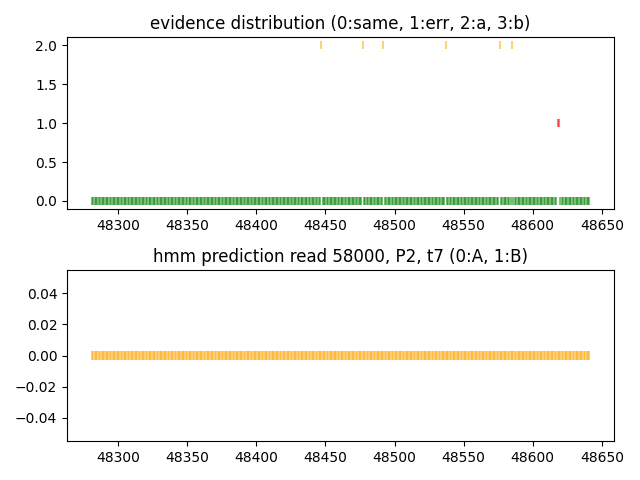 evidence distribution (0:same, 1:err, 2:a, 3:b)
2.0
1.5
1.0
0.5
0.0
48300 48350 48400 48450 48500 48550 48600 48650
hmm prediction read 58000, P2, t7 (0:A, 1:B)
0.04
0.02
0.00
−0.02
−0.04
48300 48350 48400 48450 48500 48550 48600 48650